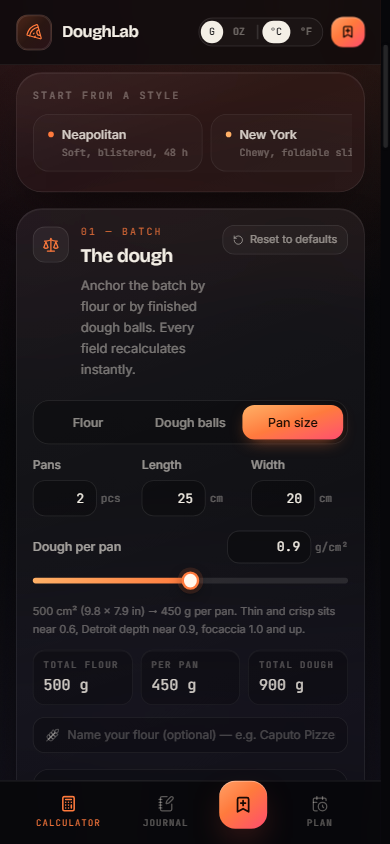 DoughLab
G OZ °C °F
START FROM A STYLE
Neapolitan
Soft, blistered, 48 h
New York
Chewy, foldable sli
01 — BATCH
The dough
Reset to defaults
Anchor the batch by
flour or by finished
dough balls. Every
field recalculates
instantly.
Flour Dough balls Pan size
Pans Length Width
2 pcs 25 cm 20 cm
Dough per pan 0.9 g/cm²
500 cm² (9.8 × 7.9 in) → 450 g per pan. Thin and crisp sits
near 0.6, Detroit depth near 0.9, focaccia 1.0 and up.
TOTAL FLOUR PER PAN TOTAL DOUGH
500 g 450 g 900 g
Name your flour (optional) — e.g. Caputo Pizze
CALCULATOR JOURNAL PLAN